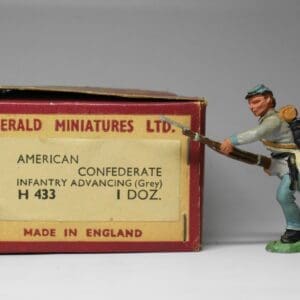 ERALD MINIATURES LTD.
AMERICAN
CONFEDERATE
INFANTRY ADVANCING (Grey)
H 433 1 DOZ.
MADE IN ENGLAND